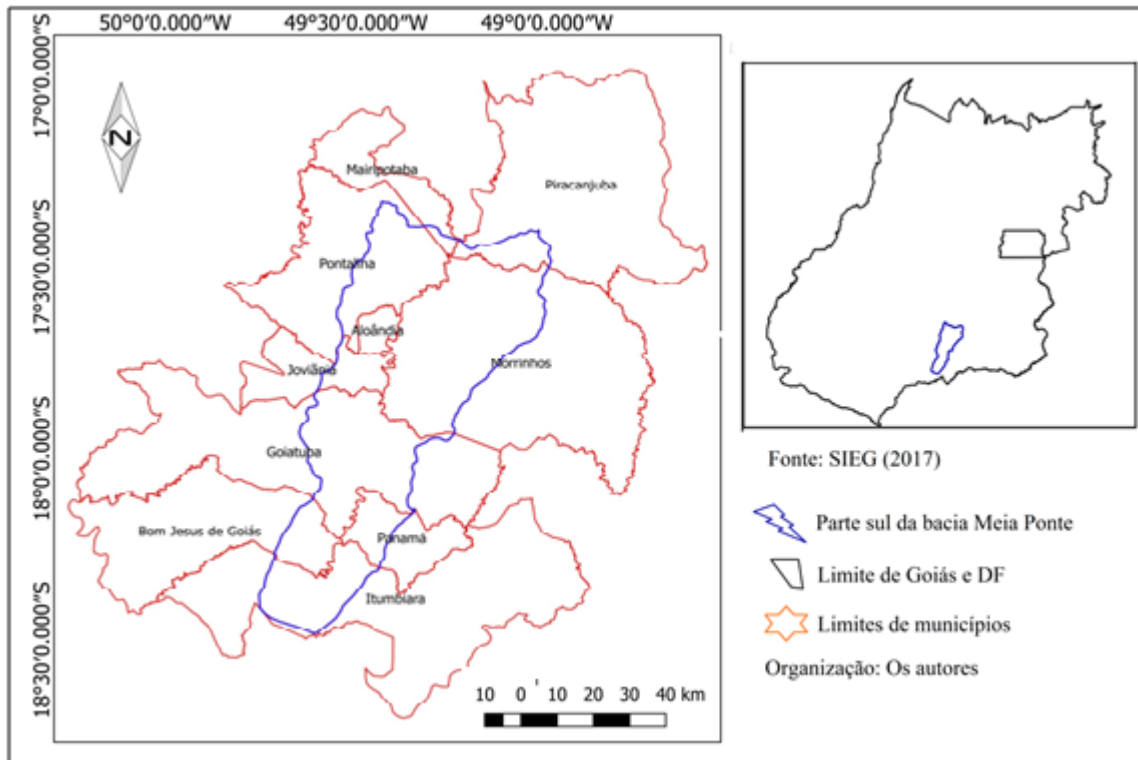 50°0'0.000"W 49°30'0.000"W 49°0'0.000"W
17°0'0.000"S
17°30'0.000"S
18°0'0.000"S
18°30'0.000"S
N
Mairipotaba
Piracanjuba
Pontalina
Aloândia
Joviânia
Morrinhos
Goiatuba
Bom Jesus de Goiás
Panamá
Itumbiara
10 0 10 20 30 40 km
Fonte: SIEG (2017)
Parte sul da bacia Meia Ponte
Limite de Goiás e DF
Limites de municípios
Organização: Os autores